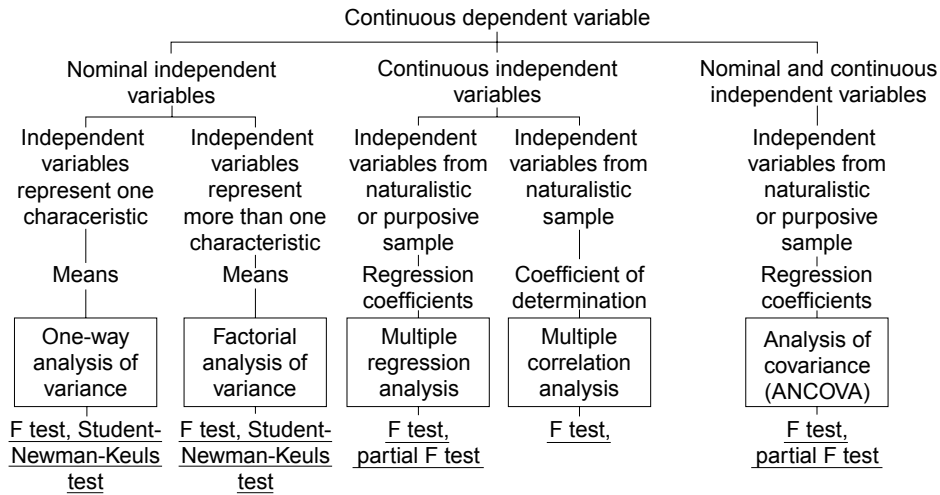 Continuous dependent variable
Nominal independent
variables
Continuous independent
variables
Nominal and continuous
independent variables
Independent
variables
represent one
characeristic
Independent
variables
represent
more than one
characteristic
Independent
variables from
naturalistic
or purposive
sample
Independent
variables from
naturalistic
sample
Independent
variables from
naturalistic
or purposive
sample
Means
Means
Regression
coefficients
Coefficient of
determination
Regression
coefficients
One-way
analysis of
variance
Factorial
analysis of
variance
Multiple
regression
analysis
Multiple
correlation
analysis
Analysis of
covariance
(ANCOVA)
F test, Student-
Newman-Keuls
test
F test, Student-
Newman-Keuls
test
F test,
partial F test
F test,
F test,
partial F test